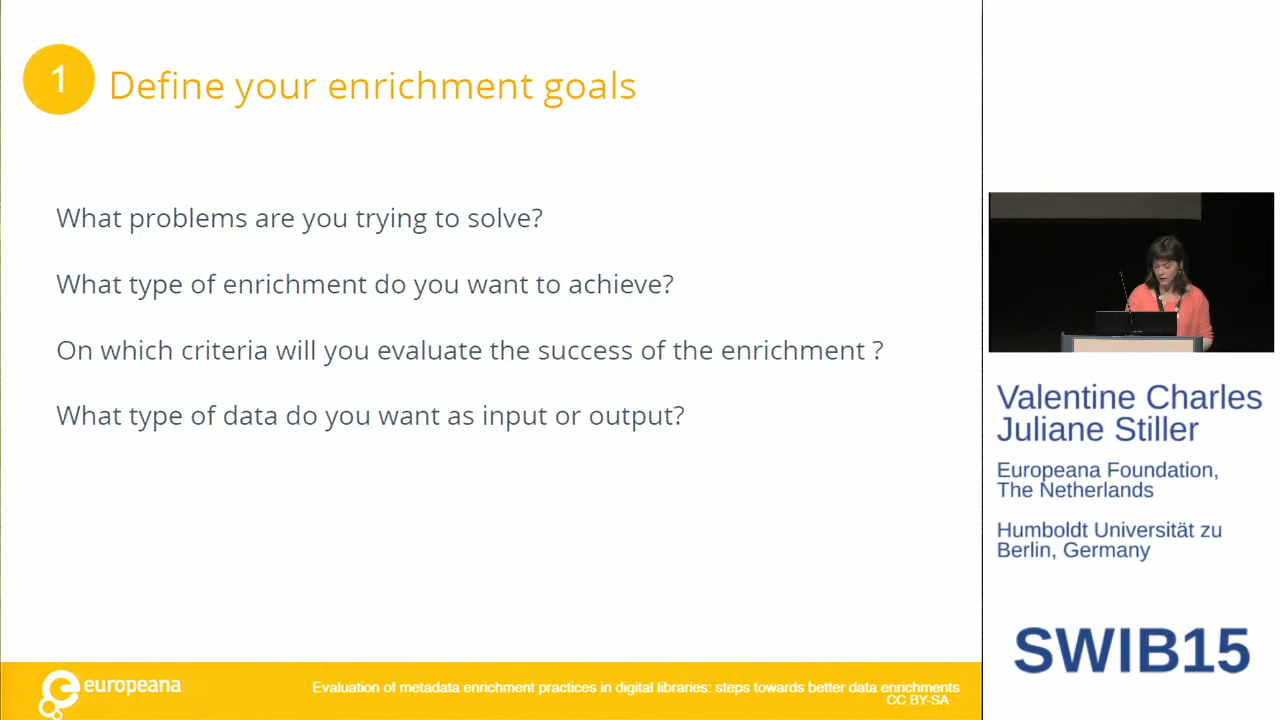 1 Define your enrichment goals
What problems are you trying to solve?
What type of enrichment do you want to achieve?
On which criteria will you evaluate the success of the enrichment ?
What type of data do you want as input or output?
europeana
Evaluation of metadata enrichment practices in digital libraries: steps towards better data enrichments
CC BY-SA
Valentine Charles
Juliane Stiller
Europeana Foundation,
The Netherlands
Humboldt Universität zu
Berlin, Germany
SWIB15